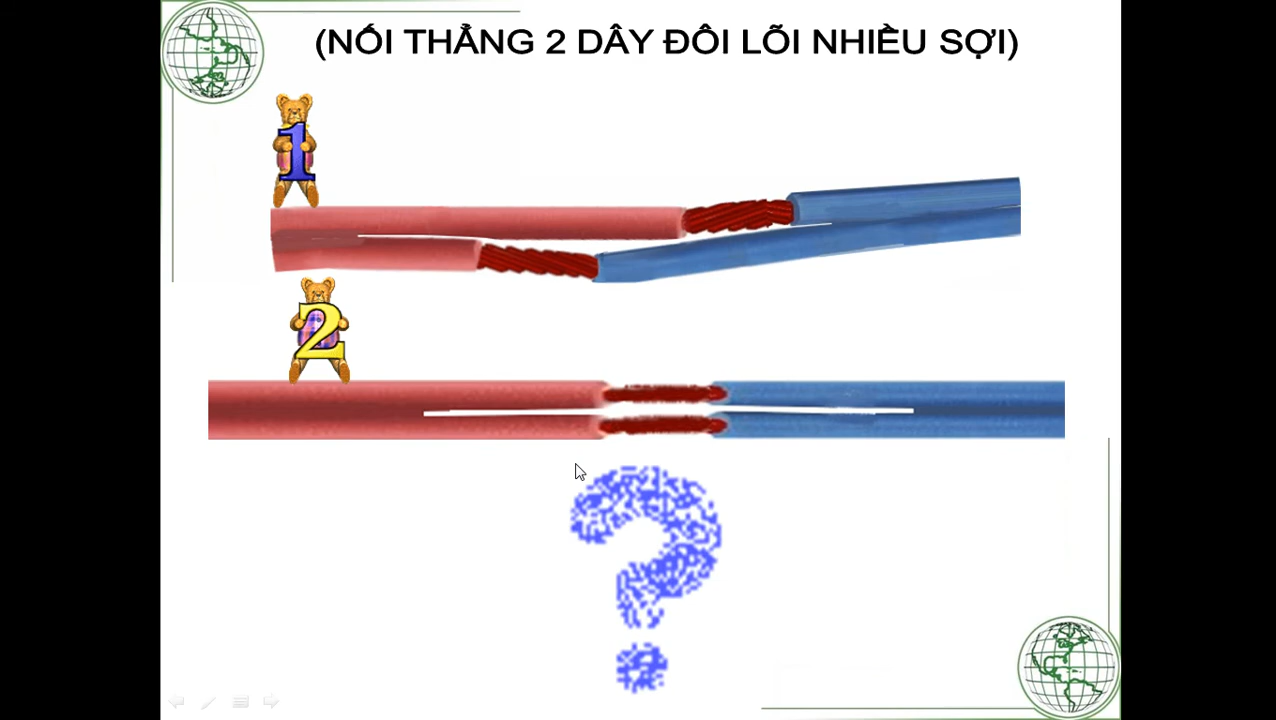 (NỐI THẲNG 2 DÂY ĐÔI LÕI NHIỀU SỢI)
1
2
?